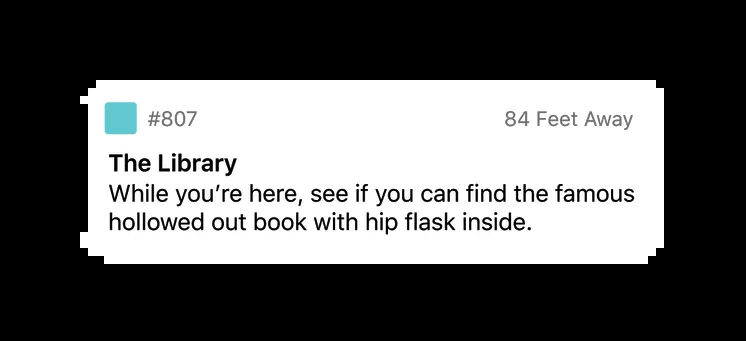 #807 84 Feet Away
The Library
While you’re here, see if you can find the famous
hollowed out book with hip flask inside.